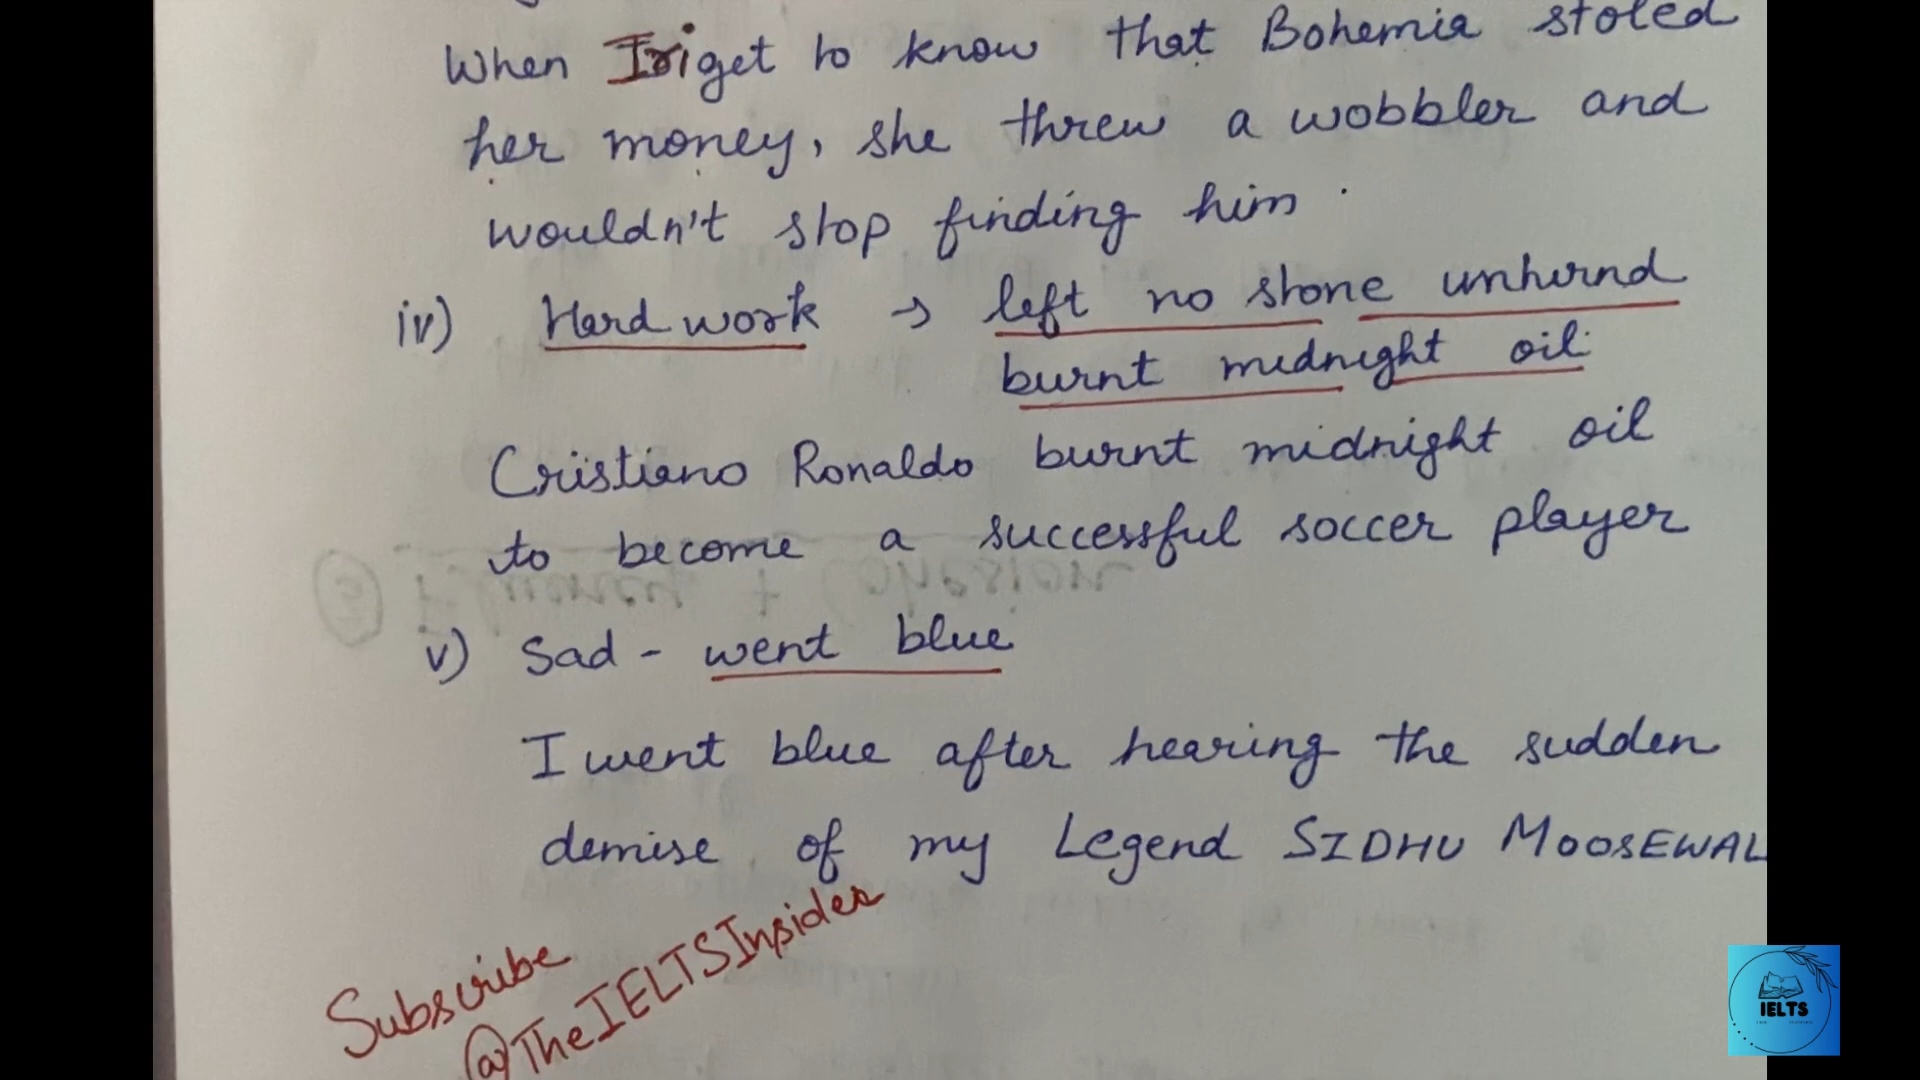 When Iri get to know that Bohemia stoled
her money, she threw a wobbler and
wouldn't stop finding him.
iv) Hard work → left no stone unturnd
burnt midnight oil
Cristiano Ronaldo burnt midnight oil
to become a successful soccer player
v) Sad - went blue
I went blue after hearing the sudden
demise of my Legend SIDHU MOOSEWAL
Subscribe
@TheIELTSInsider
IELTS